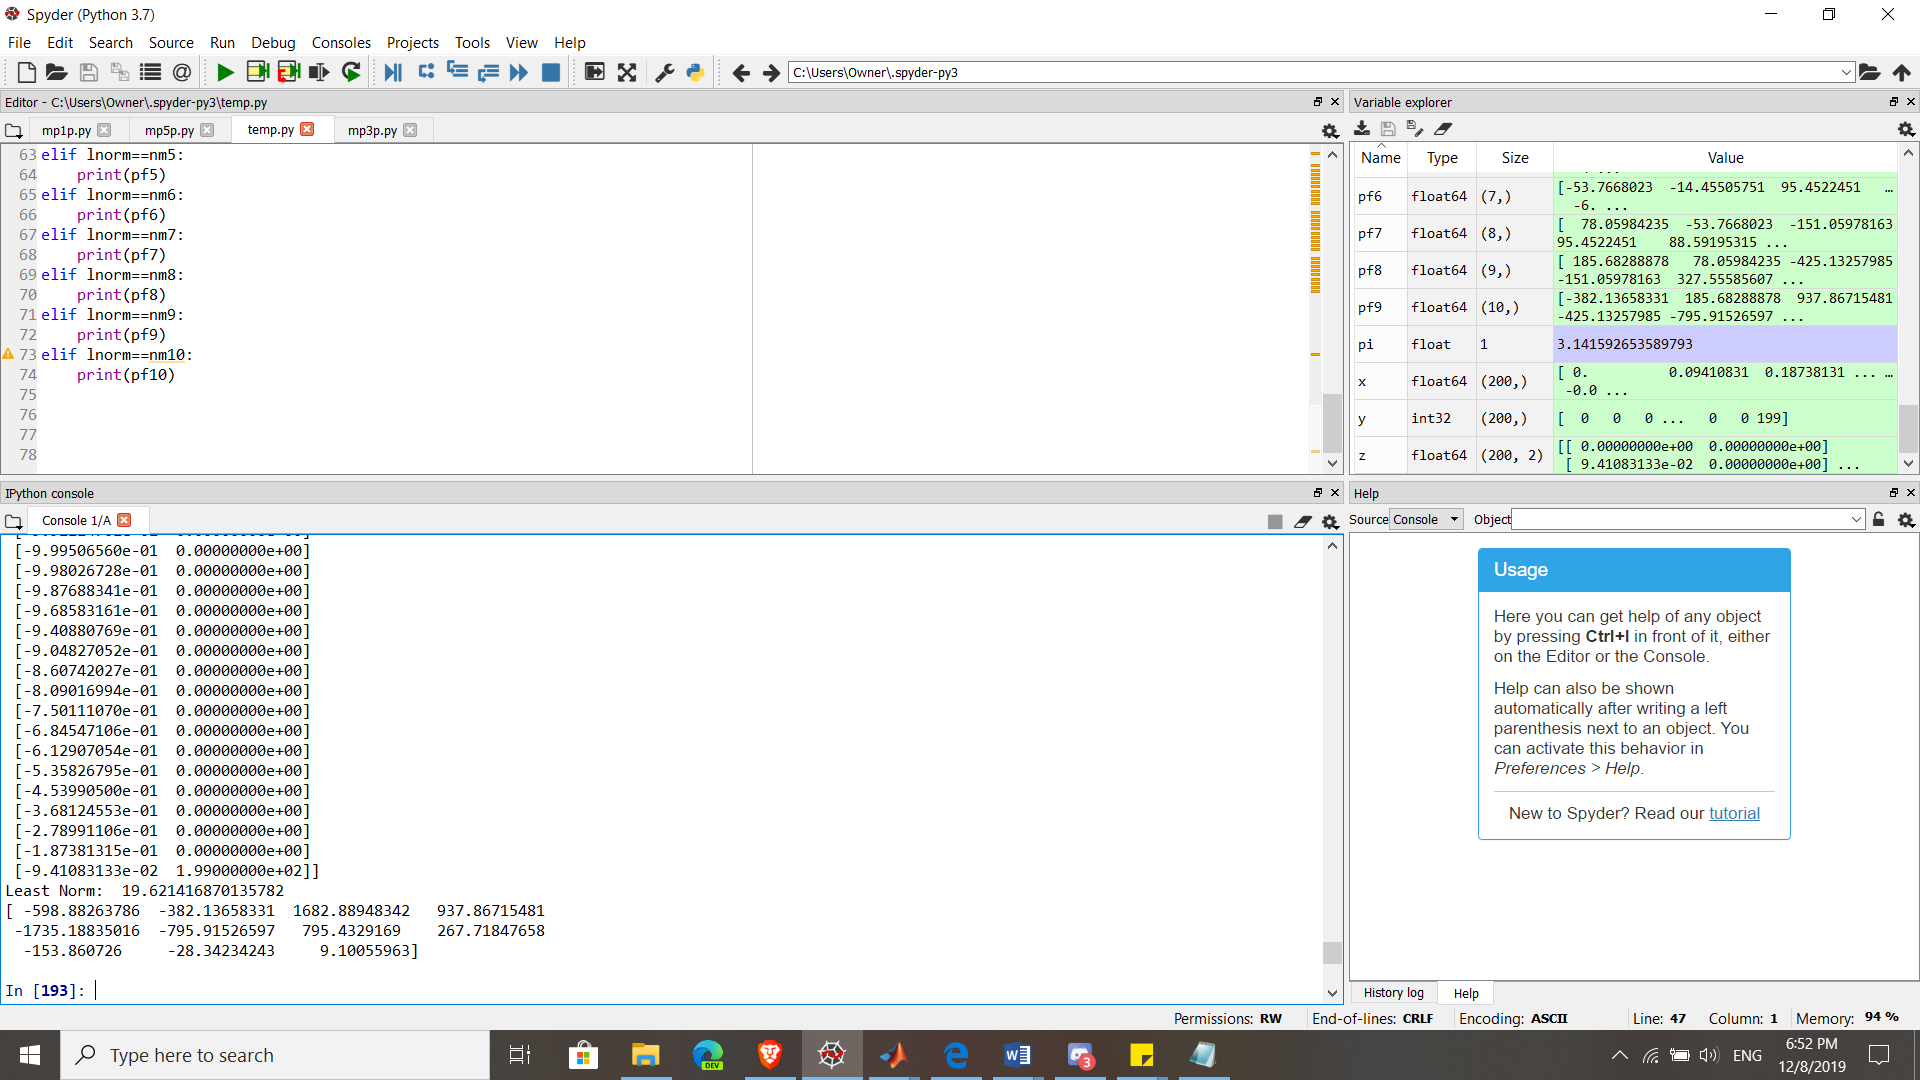 Spyder (Python 3.7)
File Edit Search Source Run Debug Consoles Projects Tools View Help
C:\Users\Owner\.spyder-py3
Editor - C:\Users\Owner\.spyder-py3\temp.py
mp1p.py mp5p.py temp.py mp3p.py
63 elif lnorm==nm5:
64 print(pf5)
65 elif lnorm==nm6:
66 print(pf6)
67 elif lnorm==nm7:
68 print(pf7)
69 elif lnorm==nm8:
70 print(pf8)
71 elif lnorm==nm9:
72 print(pf9)
73 elif lnorm==nm10:
74 print(pf10)
75
76
77
78
Variable explorer
Name Type Size Value
pf6 float64 (7,) [-53.7668023 -14.45505751 95.4522451 …
-6. ...
pf7 float64 (8,) [ 78.05984235 -53.7668023 -151.05978163
95.4522451 88.59195315 ...
pf8 float64 (9,) [ 185.68288878 78.05984235 -425.13257985
-151.05978163 327.55585607 ...
pf9 float64 (10,) [-382.13658331 185.68288878 937.86715481
-425.13257985 -795.91526597 ...
pi float 1 3.141592653589793
x float64 (200,) [ 0. 0.09410831 0.18738131 ... …
-0.0 ...
y int32 (200,) [ 0 0 0 ... 0 0 199]
z float64 (200, 2) [[ 0.00000000e+00 0.00000000e+00]
[ 9.41083133e-02 0.00000000e+00] ...
IPython console
Console 1/A
[-9.99506560e-01 0.00000000e+00]
[-9.98026728e-01 0.00000000e+00]
[-9.87688341e-01 0.00000000e+00]
[-9.68583161e-01 0.00000000e+00]
[-9.40880769e-01 0.00000000e+00]
[-9.04827052e-01 0.00000000e+00]
[-8.60742027e-01 0.00000000e+00]
[-8.09016994e-01 0.00000000e+00]
[-7.50111070e-01 0.00000000e+00]
[-6.84547106e-01 0.00000000e+00]
[-6.12907054e-01 0.00000000e+00]
[-5.35826795e-01 0.00000000e+00]
[-4.53990500e-01 0.00000000e+00]
[-3.68124553e-01 0.00000000e+00]
[-2.78991106e-01 0.00000000e+00]
[-1.87381315e-01 0.00000000e+00]
[-9.41083133e-02 1.99000000e+02]]
Least Norm: 19.621416870135782
[ -598.88263786 -382.13658331 1682.88948342 937.86715481
-1735.18835016 -795.91526597 795.4329169 267.71847658
-153.860726 -28.34234243 9.10055963]
In [193]:
Help
Source Console Object
Usage
Here you can get help of any object
by pressing Ctrl+I in front of it, either
on the Editor or the Console.
Help can also be shown
automatically after writing a left
parenthesis next to an object. You
can activate this behavior in
Preferences > Help.
New to Spyder? Read our tutorial
History log Help
Permissions: RW End-of-lines: CRLF Encoding: ASCII Line: 47 Column: 1 Memory: 94 %
Type here to search
DEV
3
ENG
6:52 PM
12/8/2019